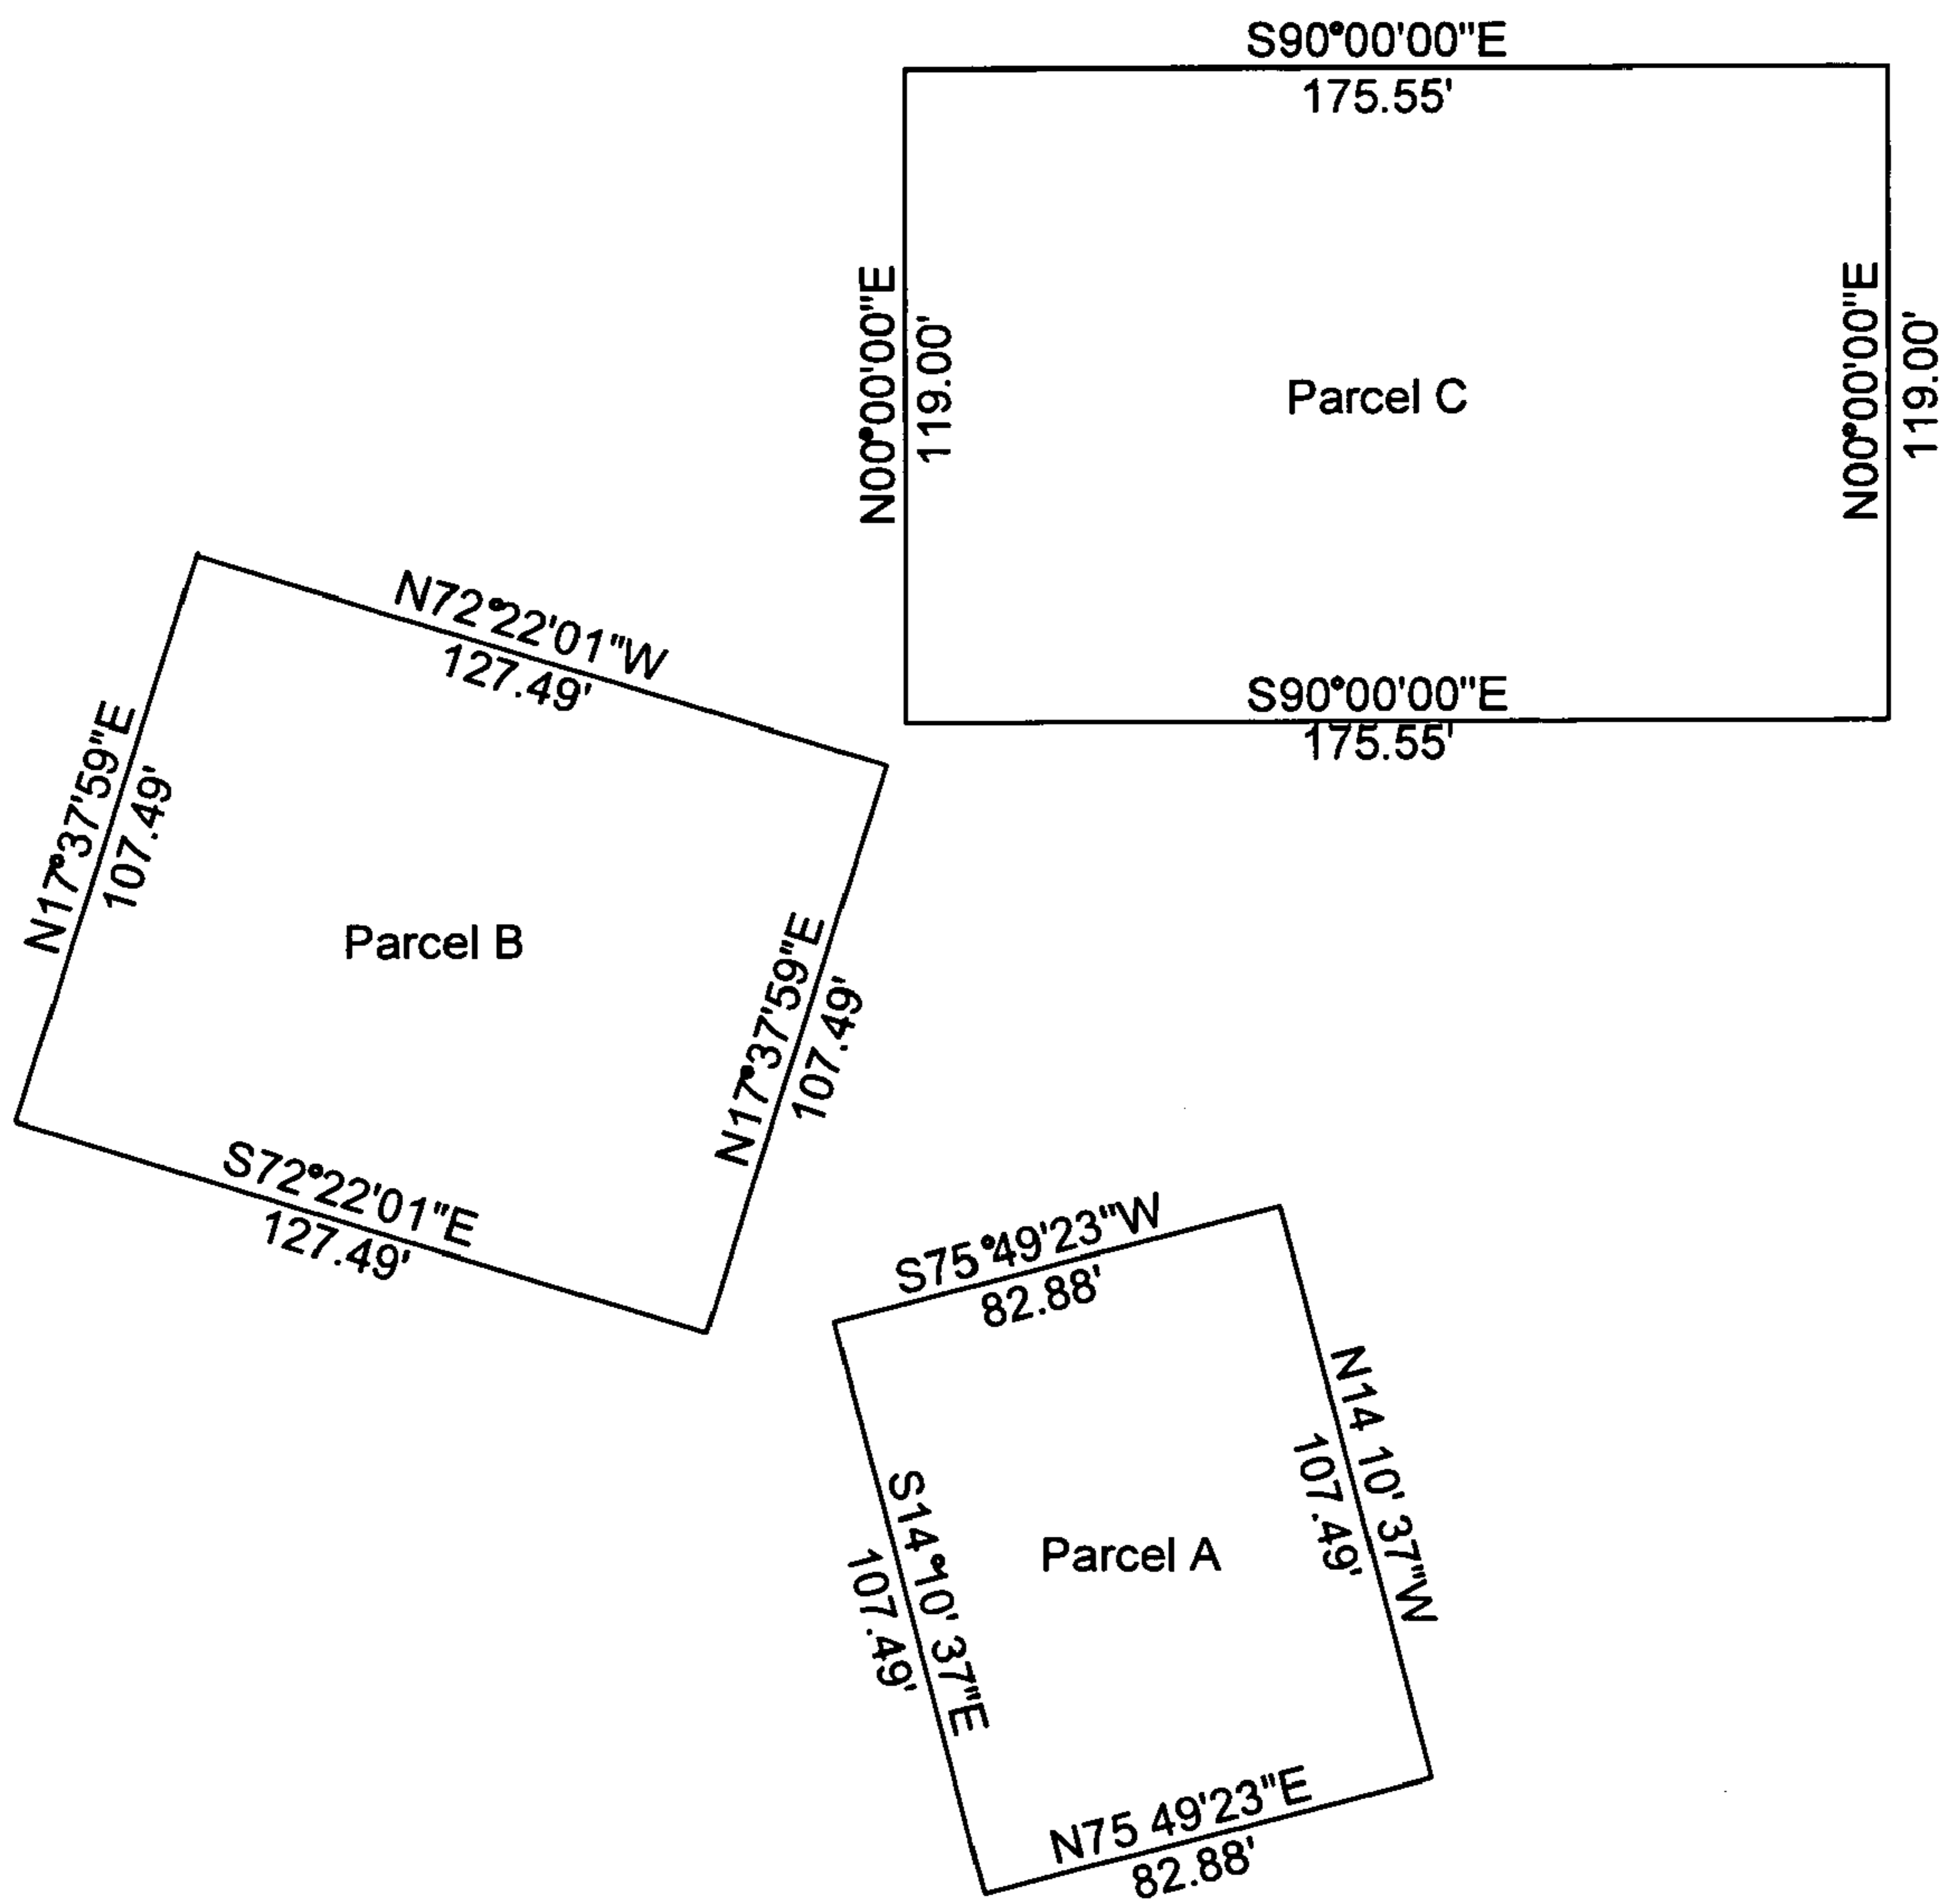 S90°00'00"E
175.55'
N00°00'00"E
119.00'
Parcel C
N00°00'00"E
119.00'
S90°00'00"E
175.55'
N72°22'01"W
127.49'
N17°37'59"E
107.49'
Parcel B
N17°37'59"E
107.49'
S72°22'01"E
127.49'
S75°49'23"W
82.88'
S14°10'37"E
107.49'
Parcel A
N14 10'37"W
107.49'
N75 49'23"E
82.88'